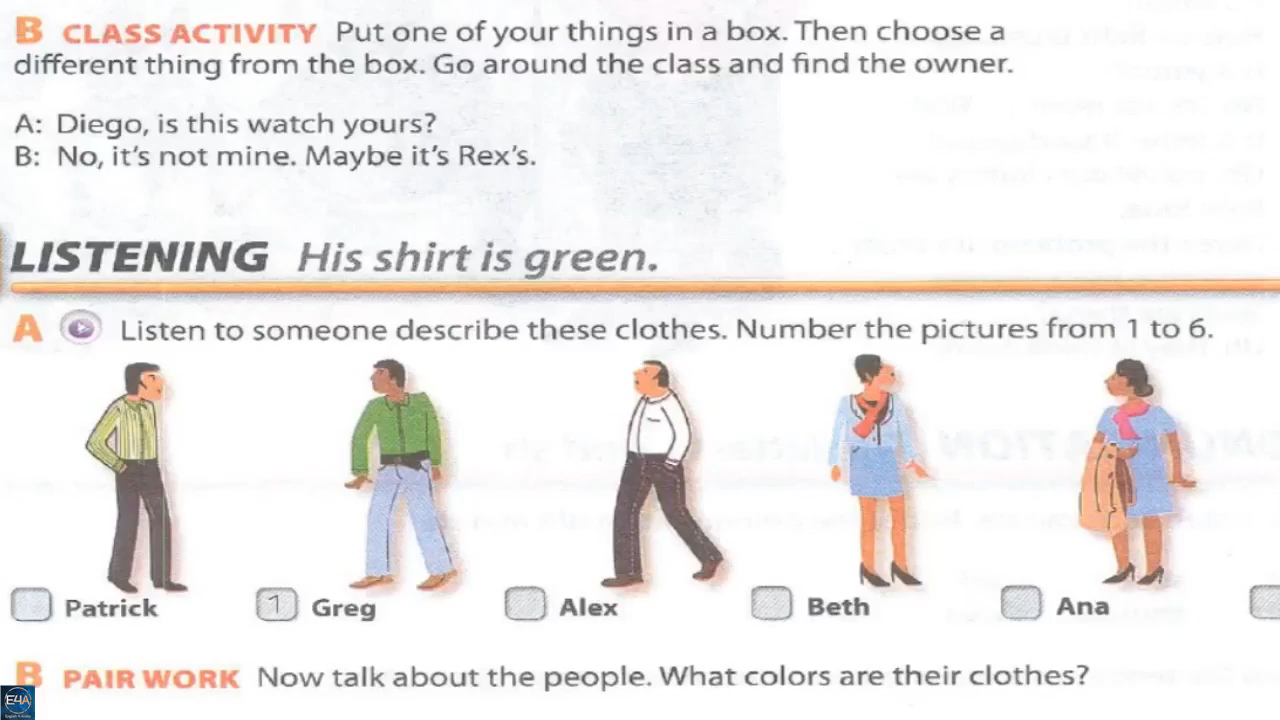 B CLASS ACTIVITY Put one of your things in a box. Then choose a
different thing from the box. Go around the class and find the owner.
A: Diego, is this watch yours?
B: No, it's not mine. Maybe it's Rex's.
LISTENING His shirt is green.
A Listen to someone describe these clothes. Number the pictures from 1 to 6.
Patrick 1 Greg Alex Beth Ana
B PAIR WORK Now talk about the people. What colors are their clothes?
E4A